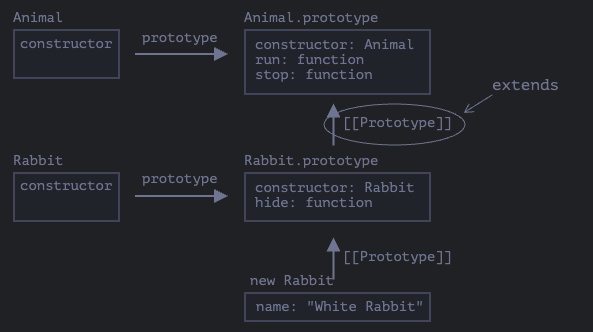 Animal
Animal.prototype
constructor
prototype
constructor: Animal
run: function
stop: function
extends
[[Prototype]]
Rabbit
Rabbit.prototype
constructor
prototype
constructor: Rabbit
hide: function
[[Prototype]]
new Rabbit
name: "White Rabbit"